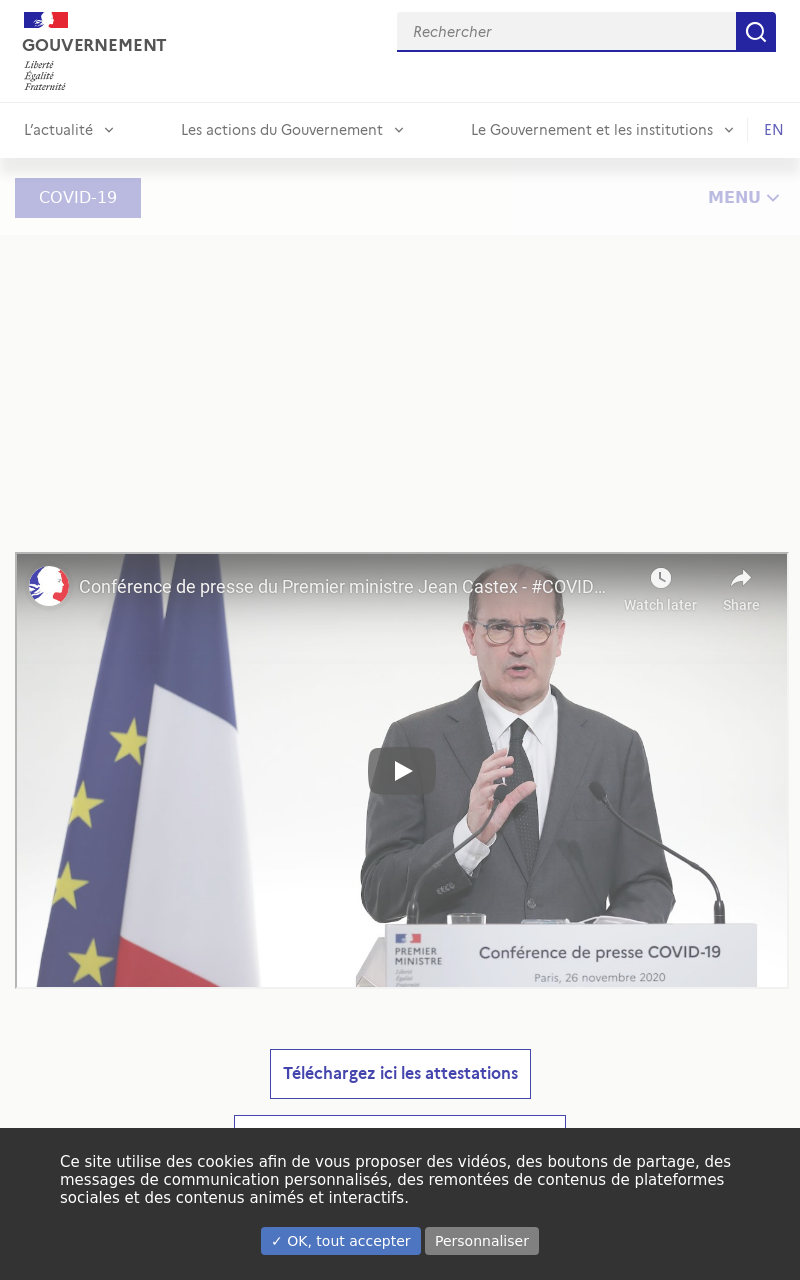 GOUVERNEMENT
Liberté
Égalité
Fraternité
Rechercher
L'actualité
Les actions du Gouvernement
Le Gouvernement et les institutions
EN
COVID-19
MENU
Conférence de presse du Premier ministre Jean Castex - #COVID...
Watch later
Share
PREMIER
MINISTRE
Liberté
Égalité
Fraternité
Conférence de presse COVID-19
Paris, 26 novembre 2020
Téléchargez ici les attestations
Ce site utilise des cookies afin de vous proposer des vidéos, des boutons de partage, des
messages de communication personnalisés, des remontées de contenus de plateformes
sociales et des contenus animés et interactifs.
✓ OK, tout accepter
Personnaliser